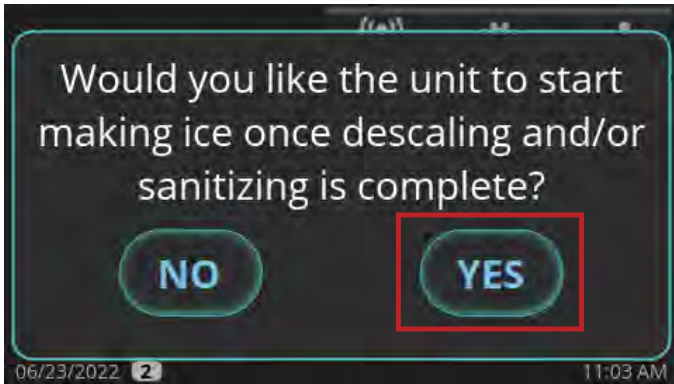 Would you like the unit to start
making ice once descaling and/or
sanitizing is complete?
NO YES
06/23/2022 2 11:03 AM